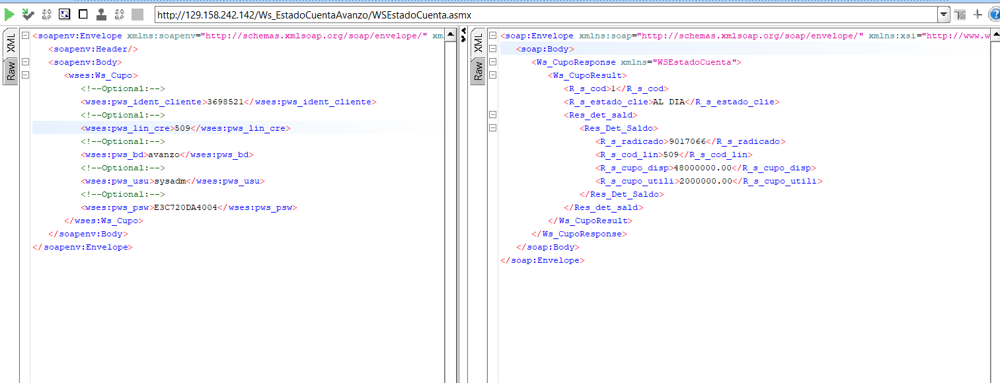 http://129.158.242.142/Ws_EstadoCuentaAvanzo/WSEstadoCuenta.asmx
XML
Raw
<soapenv:Envelope xmlns:soapenv="http://schemas.xmlsoap.org/soap/envelope/" xm
<soapenv:Header/>
<soapenv:Body>
<wses:Ws_Cupo>
<!--Optional:-->
<wses:pws_ident_cliente>3698521</wses:pws_ident_cliente>
<!--Optional:-->
<wses:pws_lin_cre>509</wses:pws_lin_cre>
<!--Optional:-->
<wses:pws_bd>avanzo</wses:pws_bd>
<!--Optional:-->
<wses:pws_usu>sysadm</wses:pws_usu>
<!--Optional:-->
<wses:pws_psw>E3C720DA4004</wses:pws_psw>
</wses:Ws_Cupo>
</soapenv:Body>
</soapenv:Envelope>
XML
Raw
<soap:Envelope xmlns:soap="http://schemas.xmlsoap.org/soap/envelope/" xmlns:xsi="http://www.w
<soap:Body>
<Ws_CupoResponse xmlns="WSEstadoCuenta">
<Ws_CupoResult>
<R_s_cod>1</R_s_cod>
<R_s_estado_clie>AL DIA</R_s_estado_clie>
<Res_det_sald>
<Res_Det_Saldo>
<R_s_radicado>9017066</R_s_radicado>
<R_s_cod_lin>509</R_s_cod_lin>
<R_s_cupo_disp>48000000.00</R_s_cupo_disp>
<R_s_cupo_utili>2000000.00</R_s_cupo_utili>
</Res_Det_Saldo>
</Res_det_sald>
</Ws_CupoResult>
</Ws_CupoResponse>
</soap:Body>
</soap:Envelope>